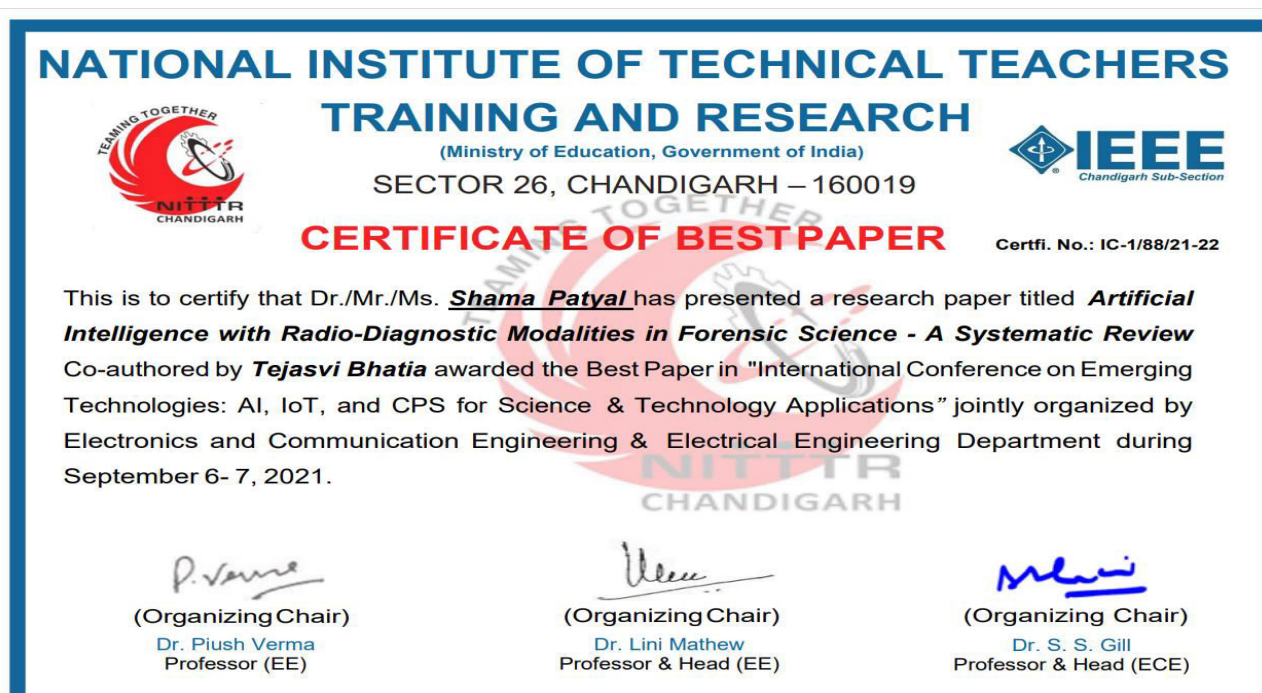 NATIONAL INSTITUTE OF TECHNICAL TEACHERS
TRAINING AND RESEARCH
(Ministry of Education, Government of India)
SECTOR 26, CHANDIGARH – 160019
TEAMING TOGETHER
NITTTR
CHANDIGARH
IEEE
Chandigarh Sub-Section
CERTIFICATE OF BEST PAPER
Certfi. No.: IC-1/88/21-22
TEAMING TOGETHER
This is to certify that Dr./Mr./Ms. Shama Patyal has presented a research paper titled Artificial
Intelligence with Radio-Diagnostic Modalities in Forensic Science - A Systematic Review
Co-authored by Tejasvi Bhatia awarded the Best Paper in "International Conference on Emerging
Technologies: AI, IoT, and CPS for Science & Technology Applications" jointly organized by
Electronics and Communication Engineering & Electrical Engineering Department during
September 6- 7, 2021.
NITTTR
CHANDIGARH
P. Verma
(Organizing Chair)
Dr. Piush Verma
Professor (EE)
(Organizing Chair)
Dr. Lini Mathew
Professor & Head (EE)
(Organizing Chair)
Dr. S. S. Gill
Professor & Head (ECE)